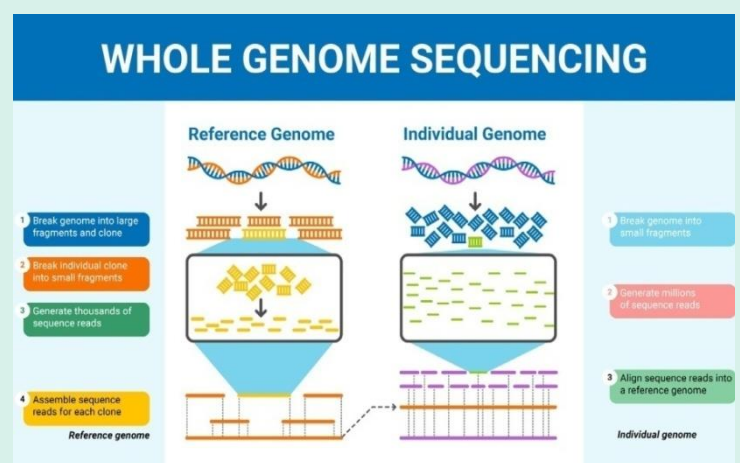 WHOLE GENOME SEQUENCING
Reference Genome
Individual Genome
1 Break genome into large
fragments and clone
2 Break individual clone
into small fragments
3 Generate thousands of
sequence reads
4 Assemble sequence
reads for each clone
Reference genome
1 Break genome into
small fragments
2 Generate millions
of sequence reads
3 Align sequence reads into
a reference genome
Individual genome